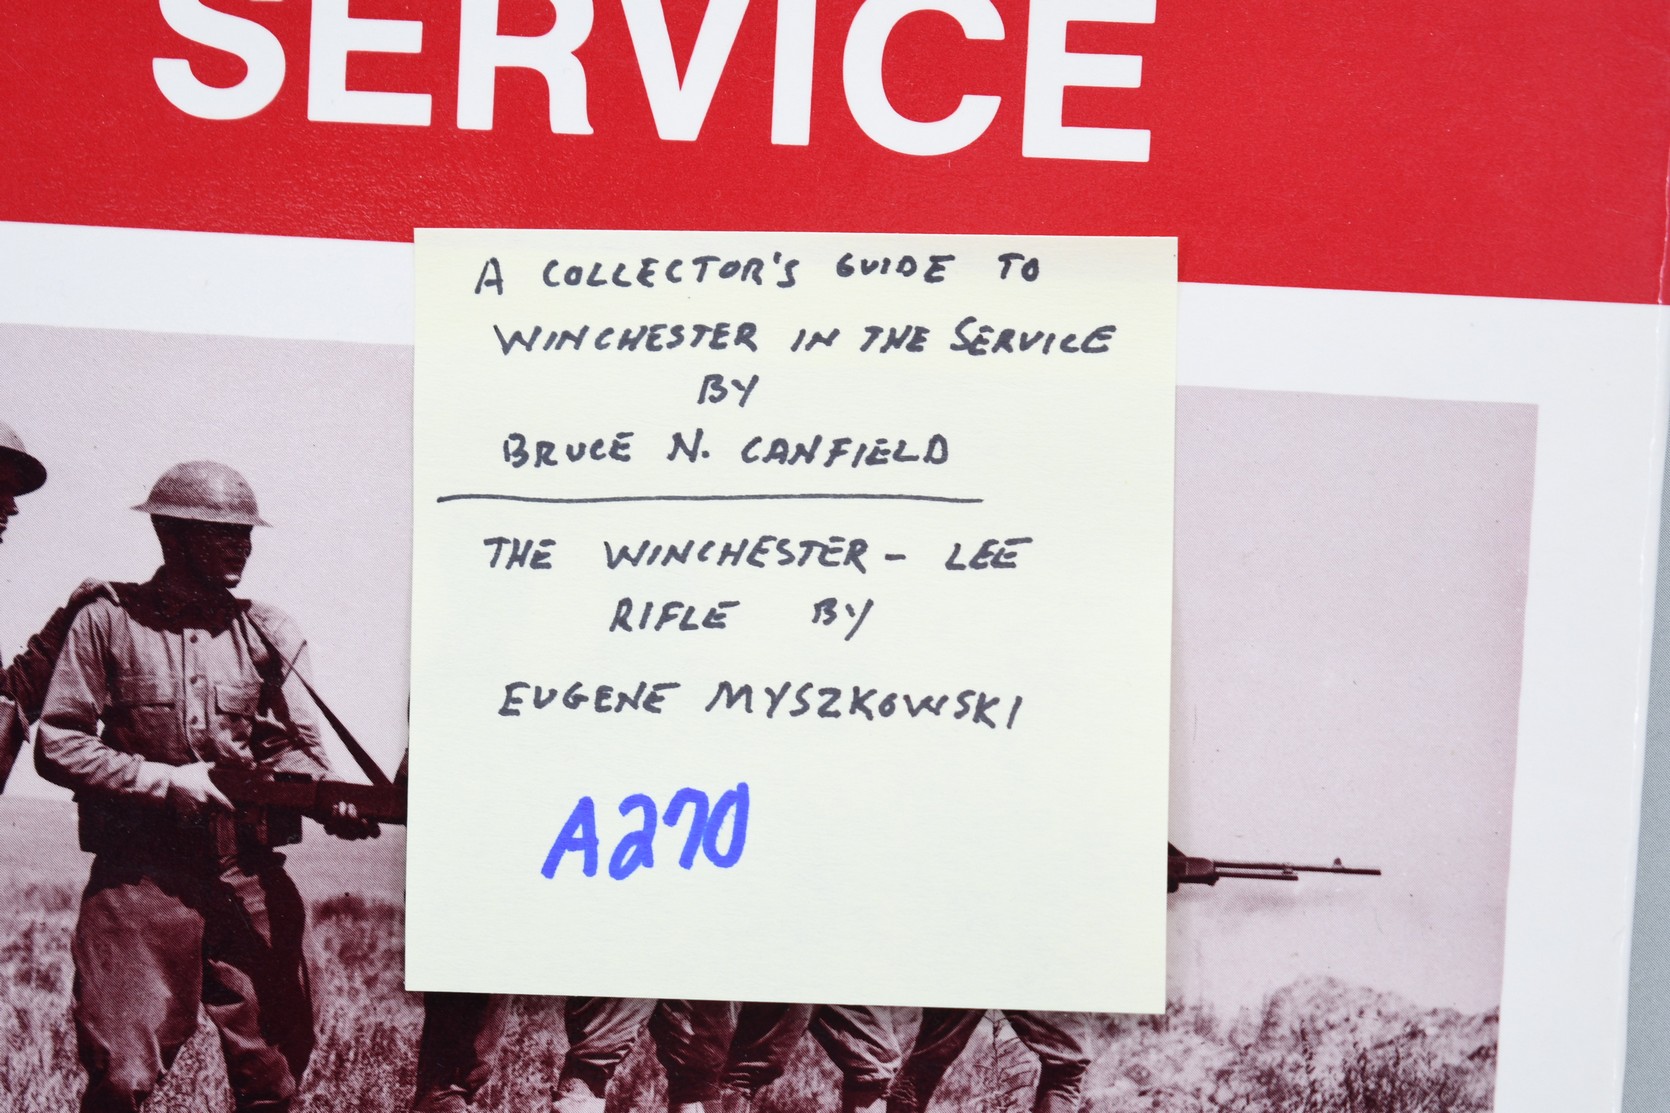 SERVICE
A COLLECTOR'S GUIDE TO
WINCHESTER IN THE SERVICE
BY
BRUCE N. CANFIELD
THE WINCHESTER - LEE
RIFLE BY
EUGENE MYSZKOWSKI
A270